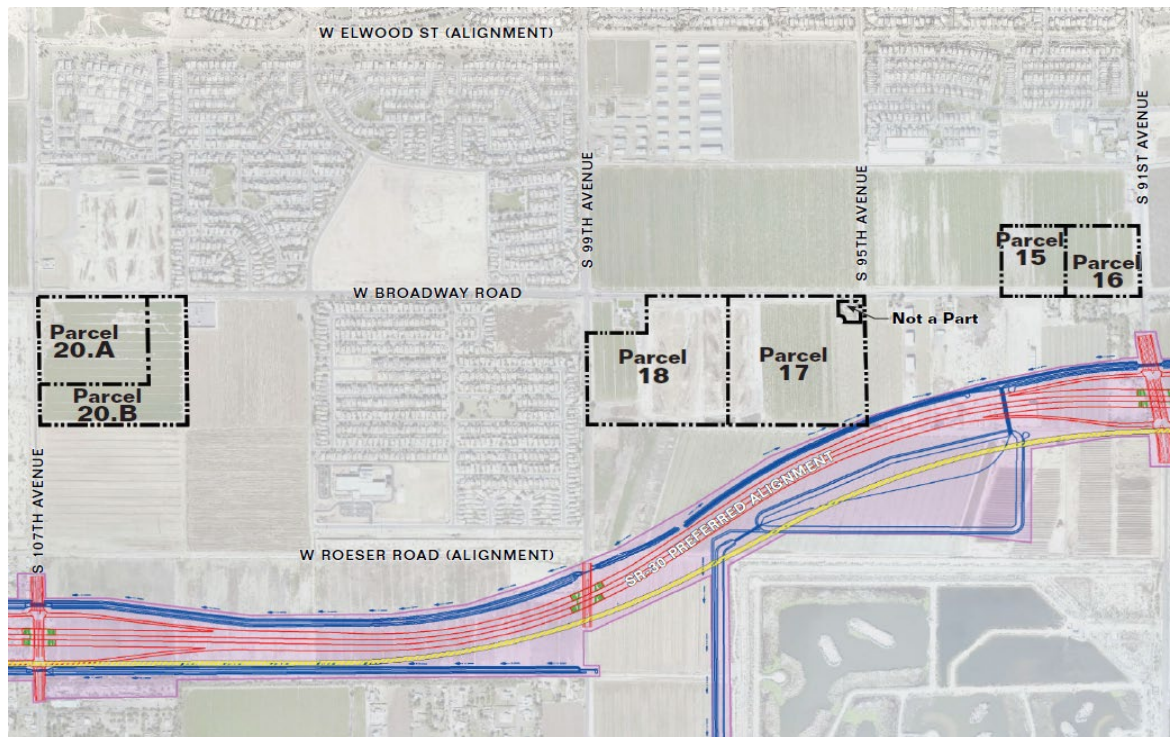 W ELWOOD ST (ALIGNMENT)
S 99TH AVENUE
S 95TH AVENUE
S 91ST AVENUE
Parcel
15
Parcel
16
W BROADWAY ROAD
Not a Part
Parcel
20.A
Parcel
18
Parcel
17
Parcel
20.B
S 107TH AVENUE
SR-30 PREFERRED ALIGNMENT
W ROESER ROAD (ALIGNMENT)